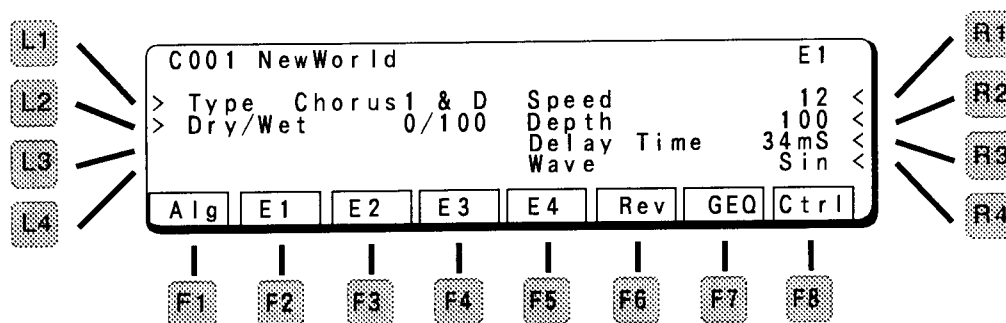 L1
L2
L3
L4
C001 NewWorld E1
> Type Chorus1 & D Speed 12 <
> Dry/Wet 0/100 Depth 100 <
Delay Time 34mS <
Wave Sin <
Alg E1 E2 E3 E4 Rev GEQ Ctrl
R1
R2
R3
R4
F1 F2 F3 F4 F5 F6 F7 F8